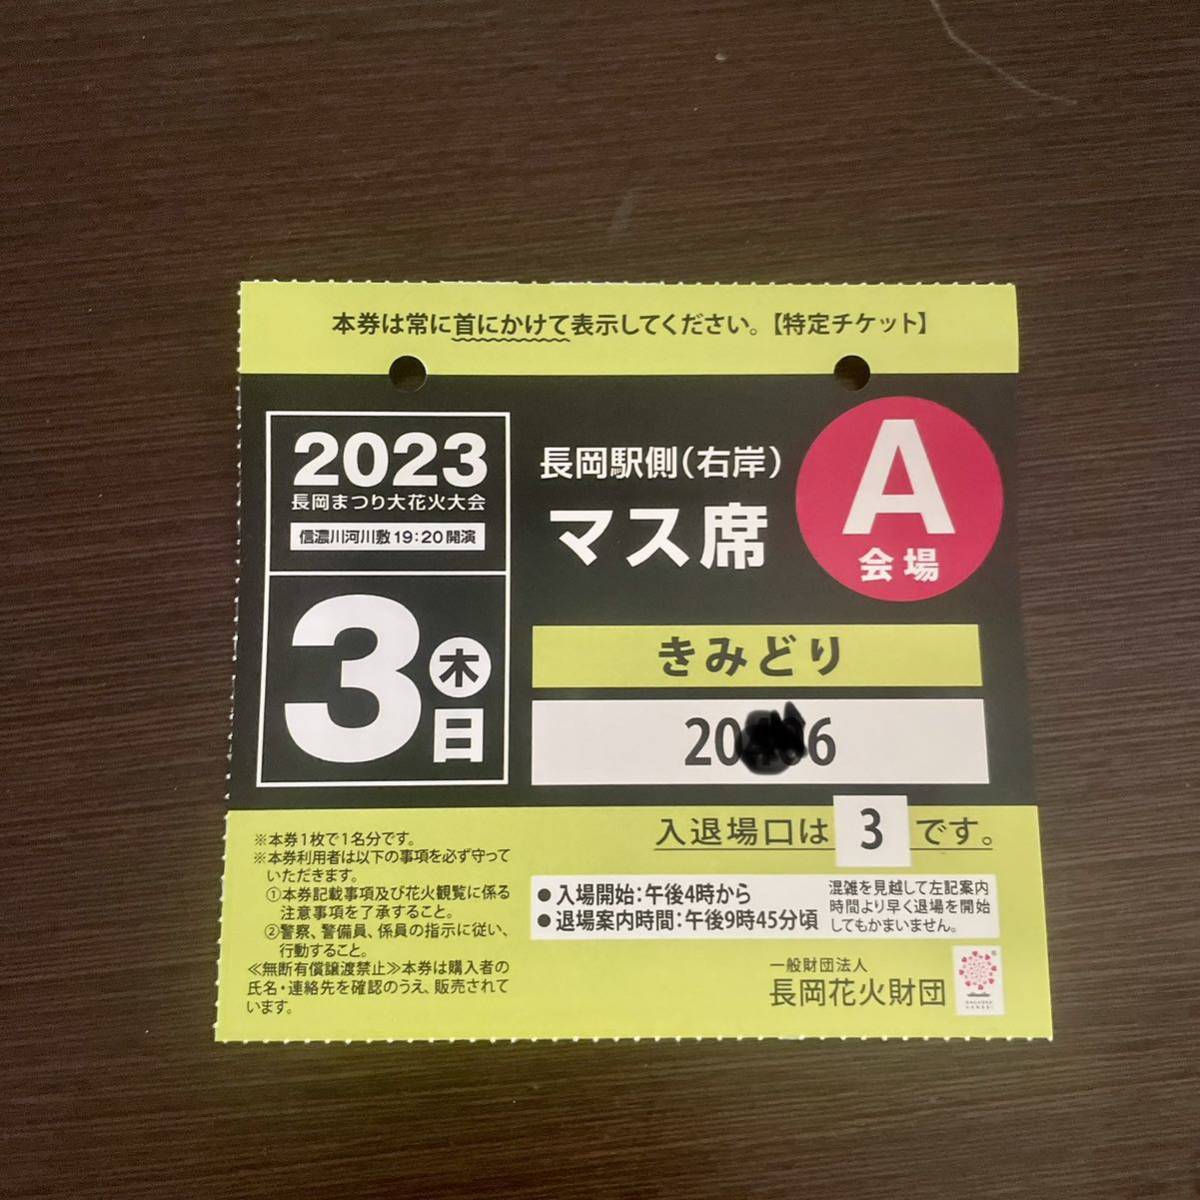 本券は常に首にかけて表示してください。【特定チケット】
2023
長岡まつり大花火大会
信濃川河川敷19:20開演
3木日
長岡駅側(右岸)
マス席
A
会場
きみどり
20 6
入退場口は 3 です。
※本券1枚で1名分です。
※本券利用者は以下の事項を必ず守って
いただきます。
①本券記載事項及び花火観覧に係る
注意事項を了承すること。
②警察、警備員、係員の指示に従い、
行動すること。
≪無断有償譲渡禁止≫本券は購入者の
氏名・連絡先を確認のうえ、販売されて
います。
●入場開始:午後4時から
●退場案内時間:午後9時45分頃
混雑を見越して左記案内
時間より早く退場を開始
してもかまいません。
一般財団法人
長岡花火財団